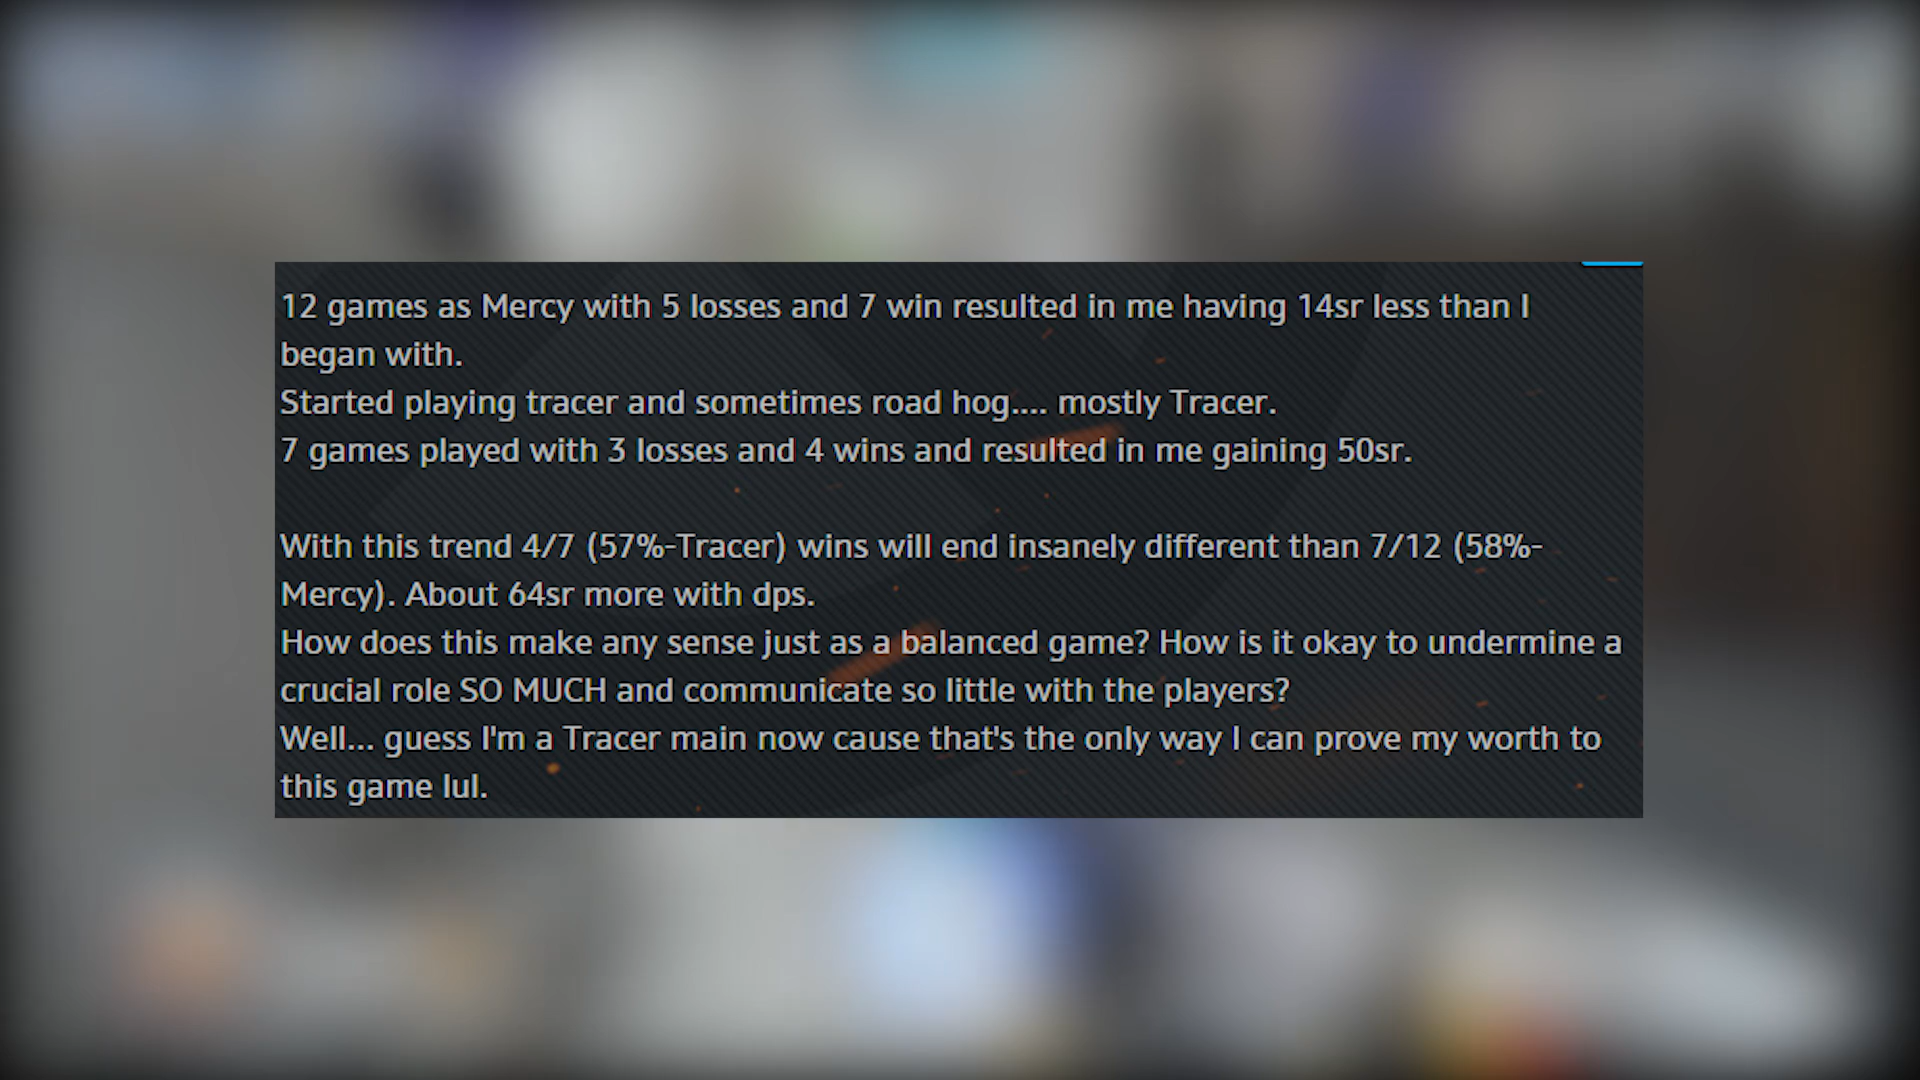 12 games as Mercy with 5 losses and 7 win resulted in me having 14sr less than I
began with.
Started playing tracer and sometimes road hog.... mostly Tracer.
7 games played with 3 losses and 4 wins and resulted in me gaining 50sr.
With this trend 4/7 (57%-Tracer) wins will end insanely different than 7/12 (58%-
Mercy). About 64sr more with dps.
How does this make any sense just as a balanced game? How is it okay to undermine a
crucial role SO MUCH and communicate so little with the players?
Well... guess I'm a Tracer main now cause that's the only way I can prove my worth to
this game lul.